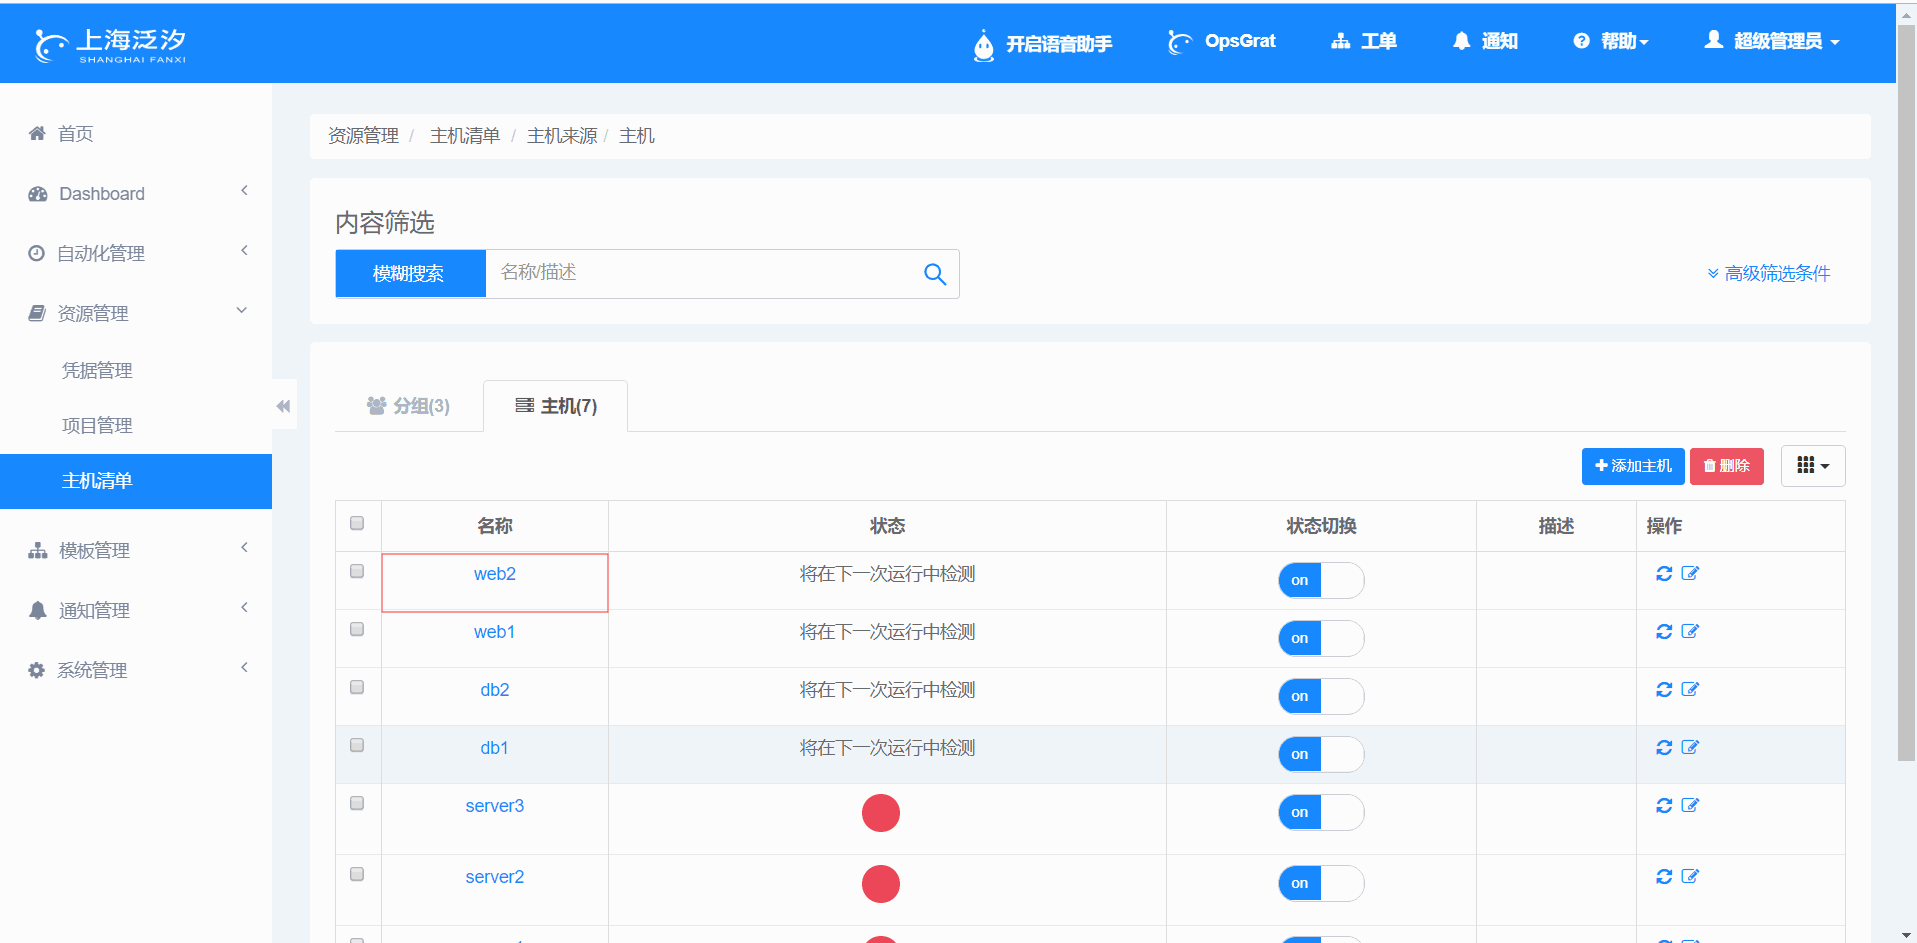 上海泛汐
SHANGHAI FANXI
开启语音助手
OpsGrat
工单
通知
帮助
超级管理员
首页
Dashboard
自动化管理
资源管理
凭据管理
项目管理
主机清单
模板管理
通知管理
系统管理
资源管理 / 主机清单 / 主机来源 / 主机
内容筛选
模糊搜索 名称/描述
高级筛选条件
分组(3) 主机(7)
添加主机 删除
名称 状态 状态切换 描述 操作
web2 将在下一次运行中检测 on
web1 将在下一次运行中检测 on
db2 将在下一次运行中检测 on
db1 将在下一次运行中检测 on
server3 on
server2 on